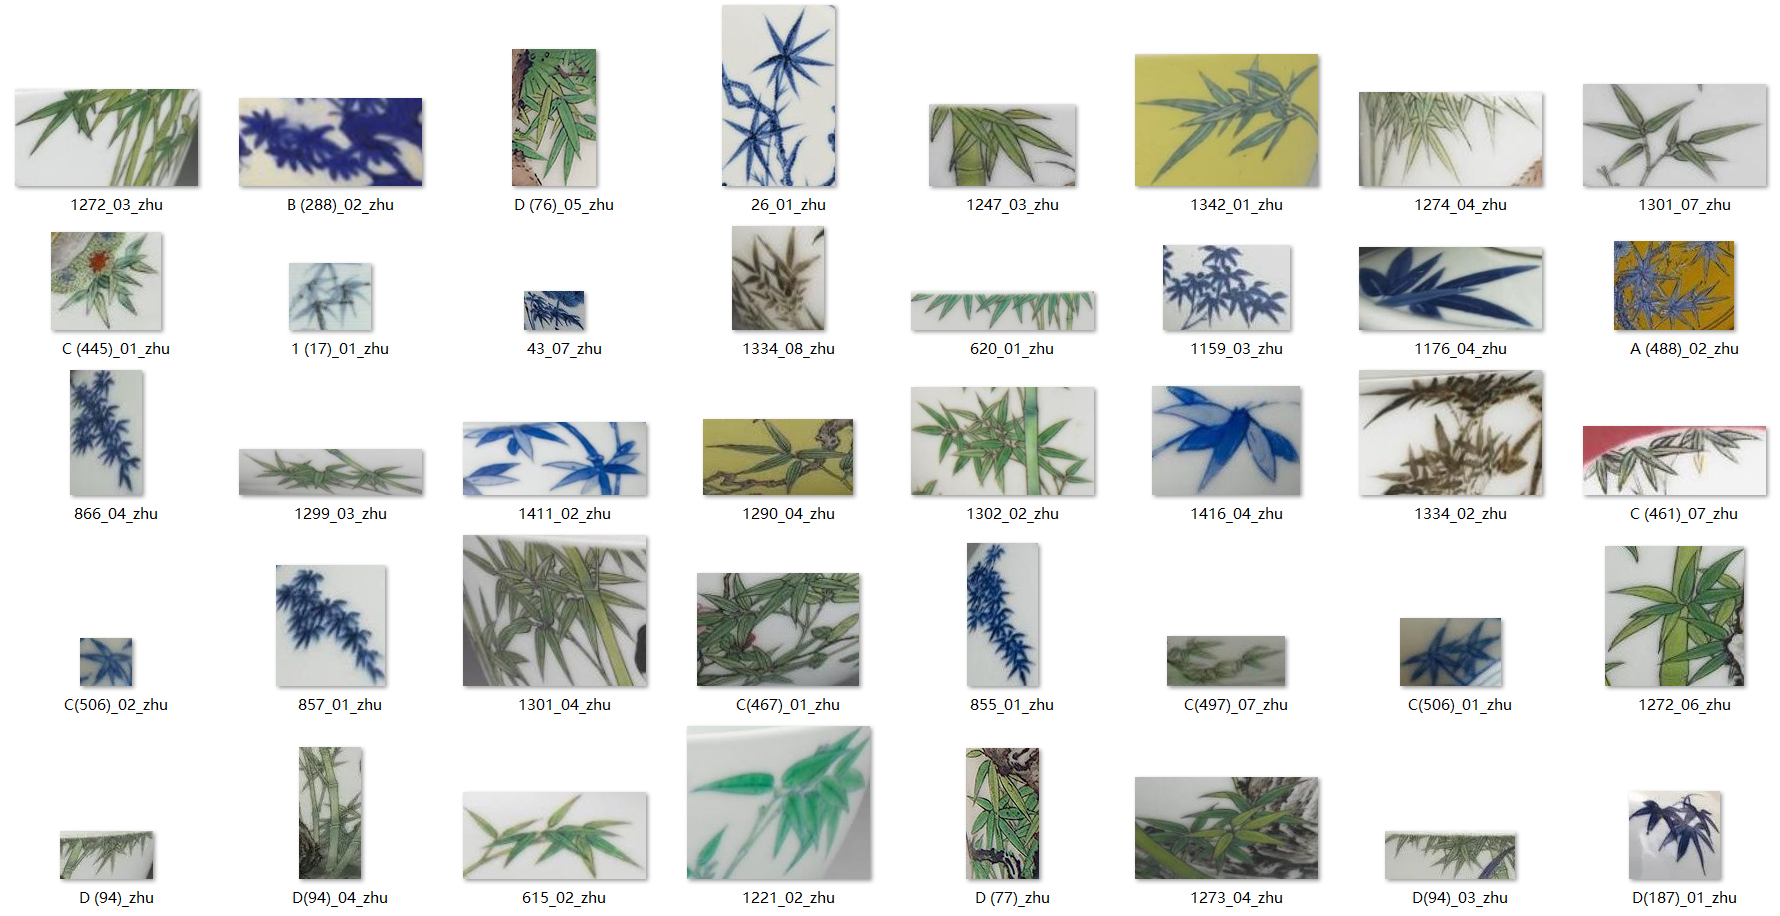 1272_03_zhu
B (288)_02_zhu
D (76)_05_zhu
26_01_zhu
1247_03_zhu
1342_01_zhu
1274_04_zhu
1301_07_zhu
C (445)_01_zhu
1 (17)_01_zhu
43_07_zhu
1334_08_zhu
620_01_zhu
1159_03_zhu
1176_04_zhu
A (488)_02_zhu
866_04_zhu
1299_03_zhu
1411_02_zhu
1290_04_zhu
1302_02_zhu
1416_04_zhu
1334_02_zhu
C (461)_07_zhu
C(506)_02_zhu
857_01_zhu
1301_04_zhu
C(467)_01_zhu
855_01_zhu
C(497)_07_zhu
C(506)_01_zhu
1272_06_zhu
D (94)_zhu
D(94)_04_zhu
615_02_zhu
1221_02_zhu
D (77)_zhu
1273_04_zhu
D(94)_03_zhu
D(187)_01_zhu